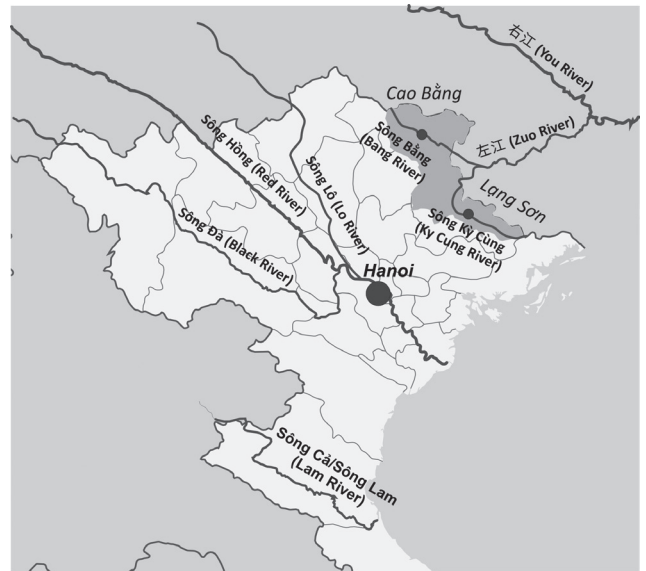 右江 (You River)
Cao Bằng
左江 (Zuo River)
Sông Bằng
(Bang River)
Sông Hồng (Red River)
Sông Lô (Lo River)
Lạng Sơn
Sông Kỳ Cùng
(Ky Cung River)
Sông Đà (Black River)
Hanoi
Sông Cả/Sông Lam
(Lam River)